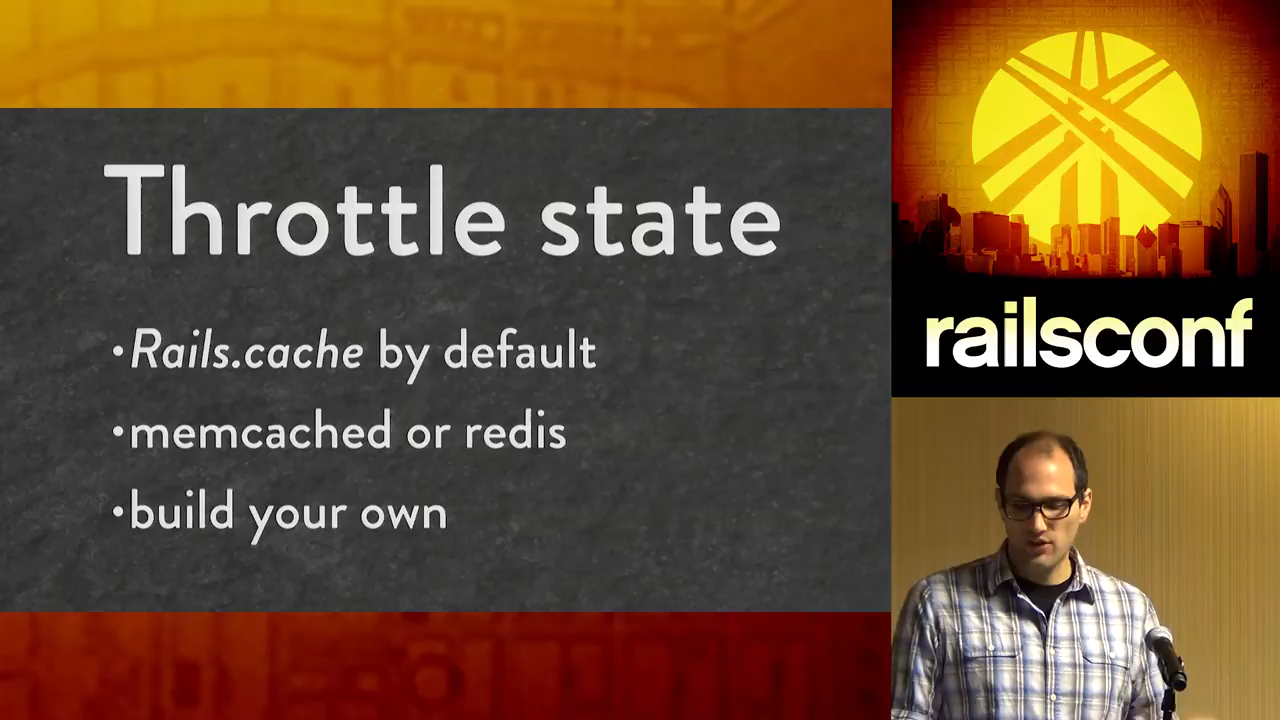 Throttle state
•Rails.cache by default
•memcached or redis
•build your own
railsconf